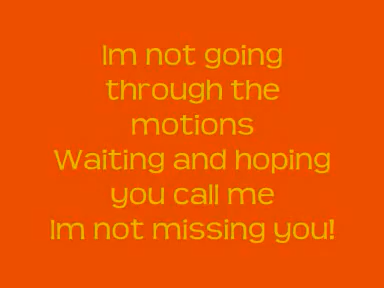 Im not going
through the
motions
Waiting and hoping
you call me
Im not missing you!